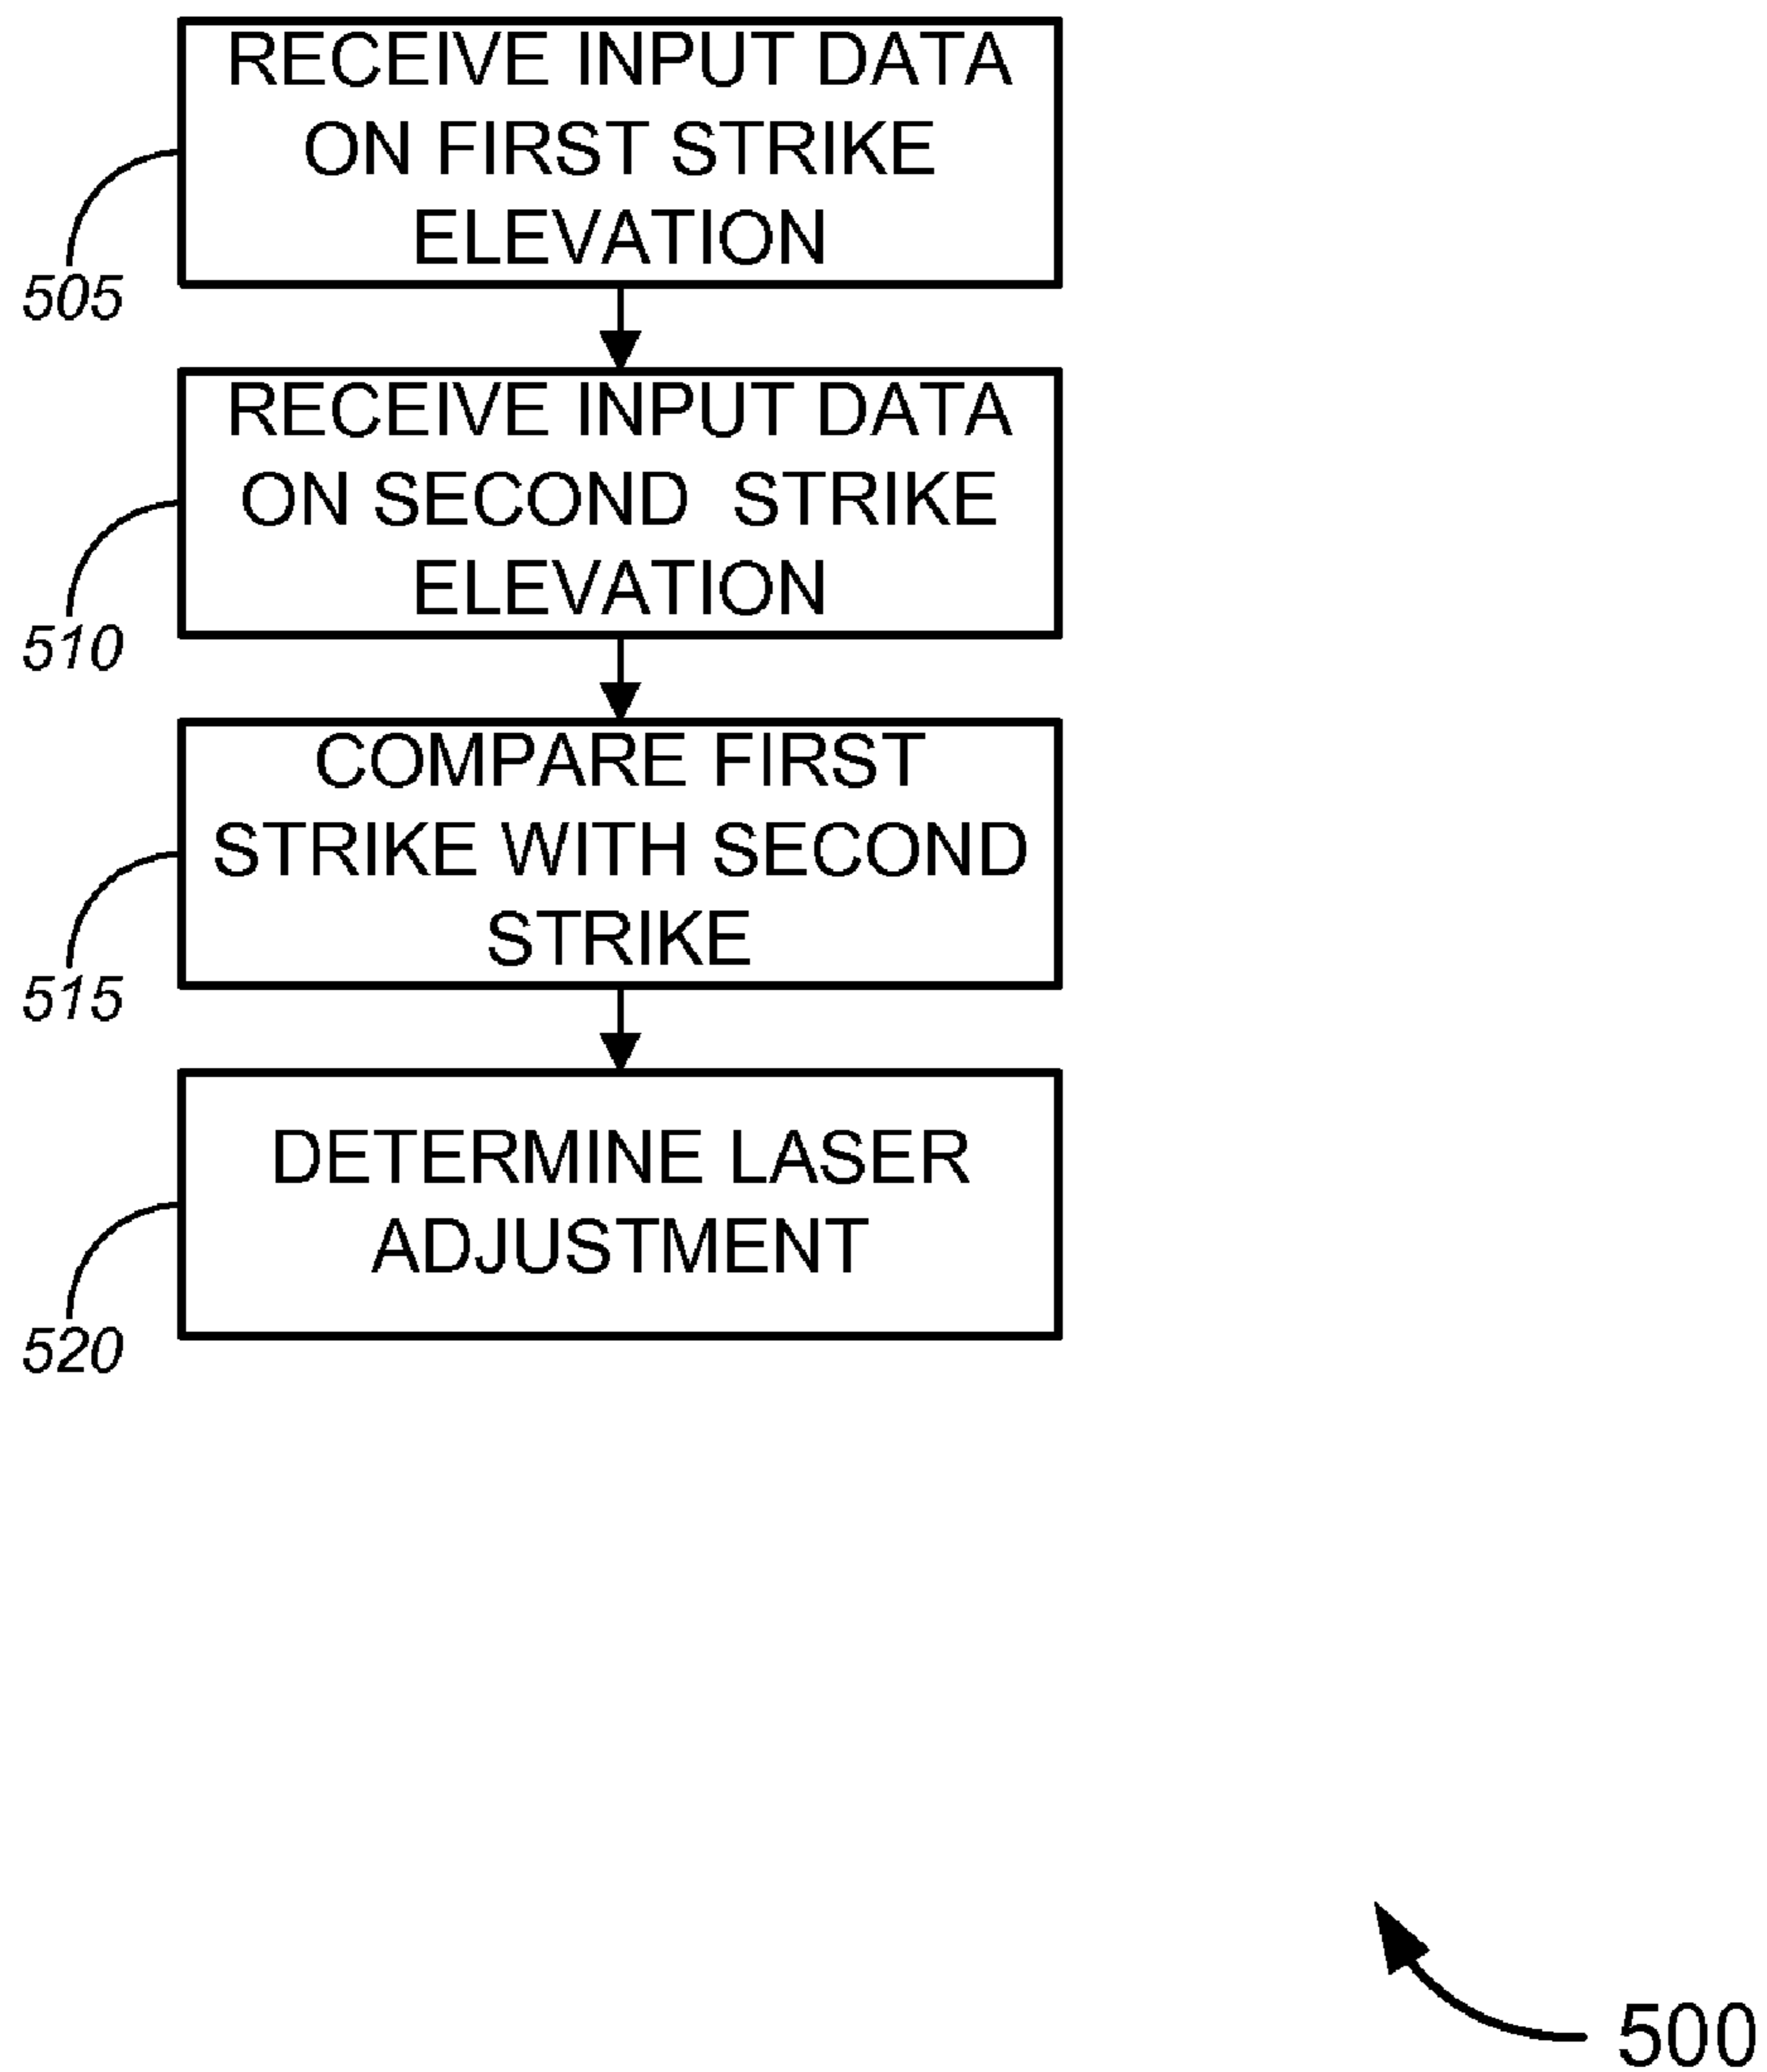 RECEIVE INPUT DATA
ON FIRST STRIKE
ELEVATION
505
RECEIVE INPUT DATA
ON SECOND STRIKE
ELEVATION
510
COMPARE FIRST
STRIKE WITH SECOND
STRIKE
515
DETERMINE LASER
ADJUSTMENT
520
500